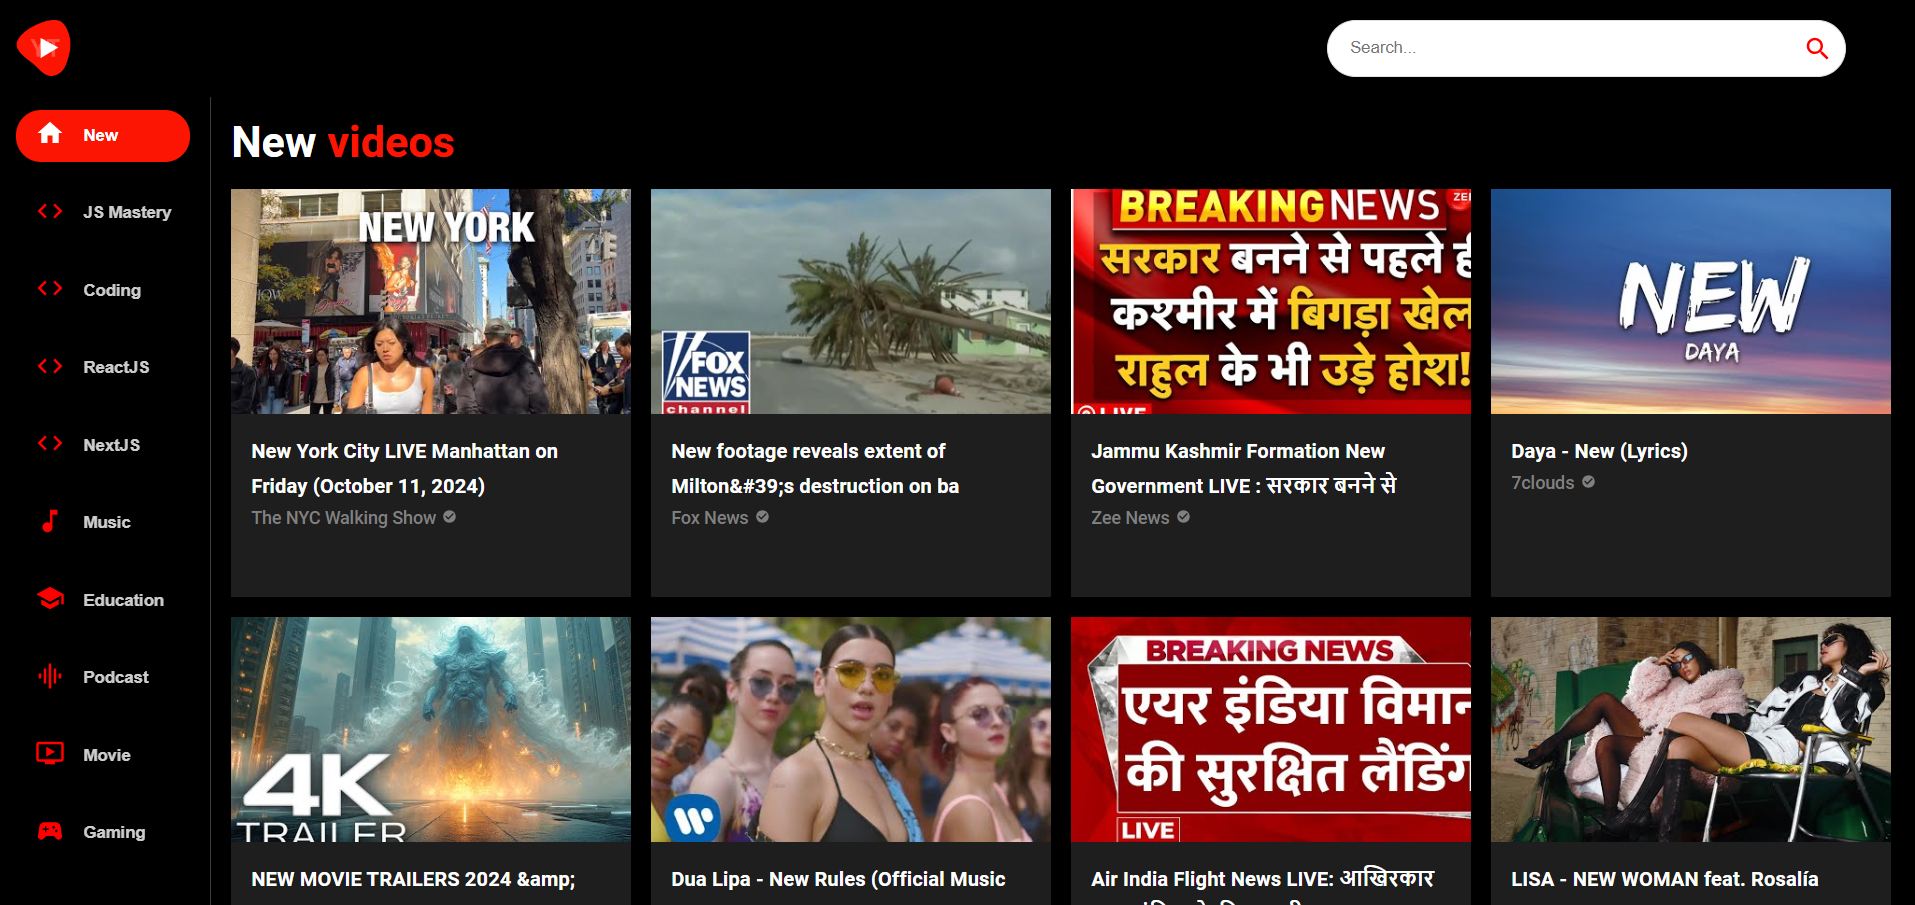 YT
Search...
New
JS Mastery
Coding
ReactJS
NextJS
Music
Education
Podcast
Movie
Gaming
New videos
NEW YORK
New York City LIVE Manhattan on
Friday (October 11, 2024)
The NYC Walking Show
FOX
NEWS
channel
New footage reveals extent of
Milton&#39;s destruction on ba
Fox News
BREAKING NEWS
ZEE
सरकार बनने से पहले ही
कश्मीर में बिगड़ा खेल
राहुल के भी उड़े होश!
LIVE
Jammu Kashmir Formation New
Government LIVE : सरकार बनने से
Zee News
NEW
DAYA
Daya - New (Lyrics)
7clouds
4K
TRAILER
NEW MOVIE TRAILERS 2024 &amp;
Dua Lipa - New Rules (Official Music
BREAKING NEWS
एयर इंडिया विमान
की सुरक्षित लैंडिंग
LIVE
Air India Flight News LIVE: आखिरकार
LISA - NEW WOMAN feat. Rosalía